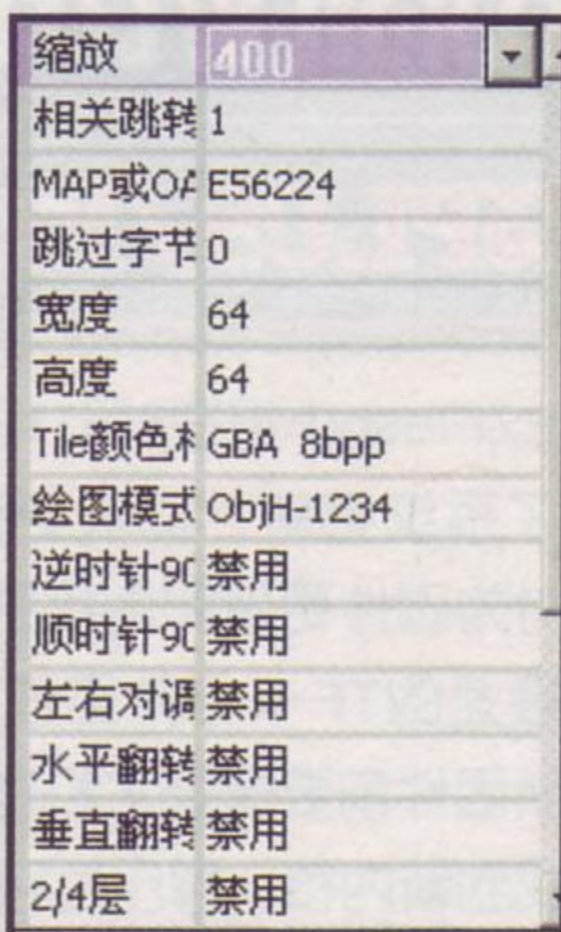 缩放 400
相关跳转 1
MAP或OA E56224
跳过字节 0
宽度 64
高度 64
Tile颜色 GBA 8bpp
绘图模式 ObjH-1234
逆时针90 禁用
顺时针90 禁用
左右对调 禁用
水平翻转 禁用
垂直翻转 禁用
2/4层 禁用